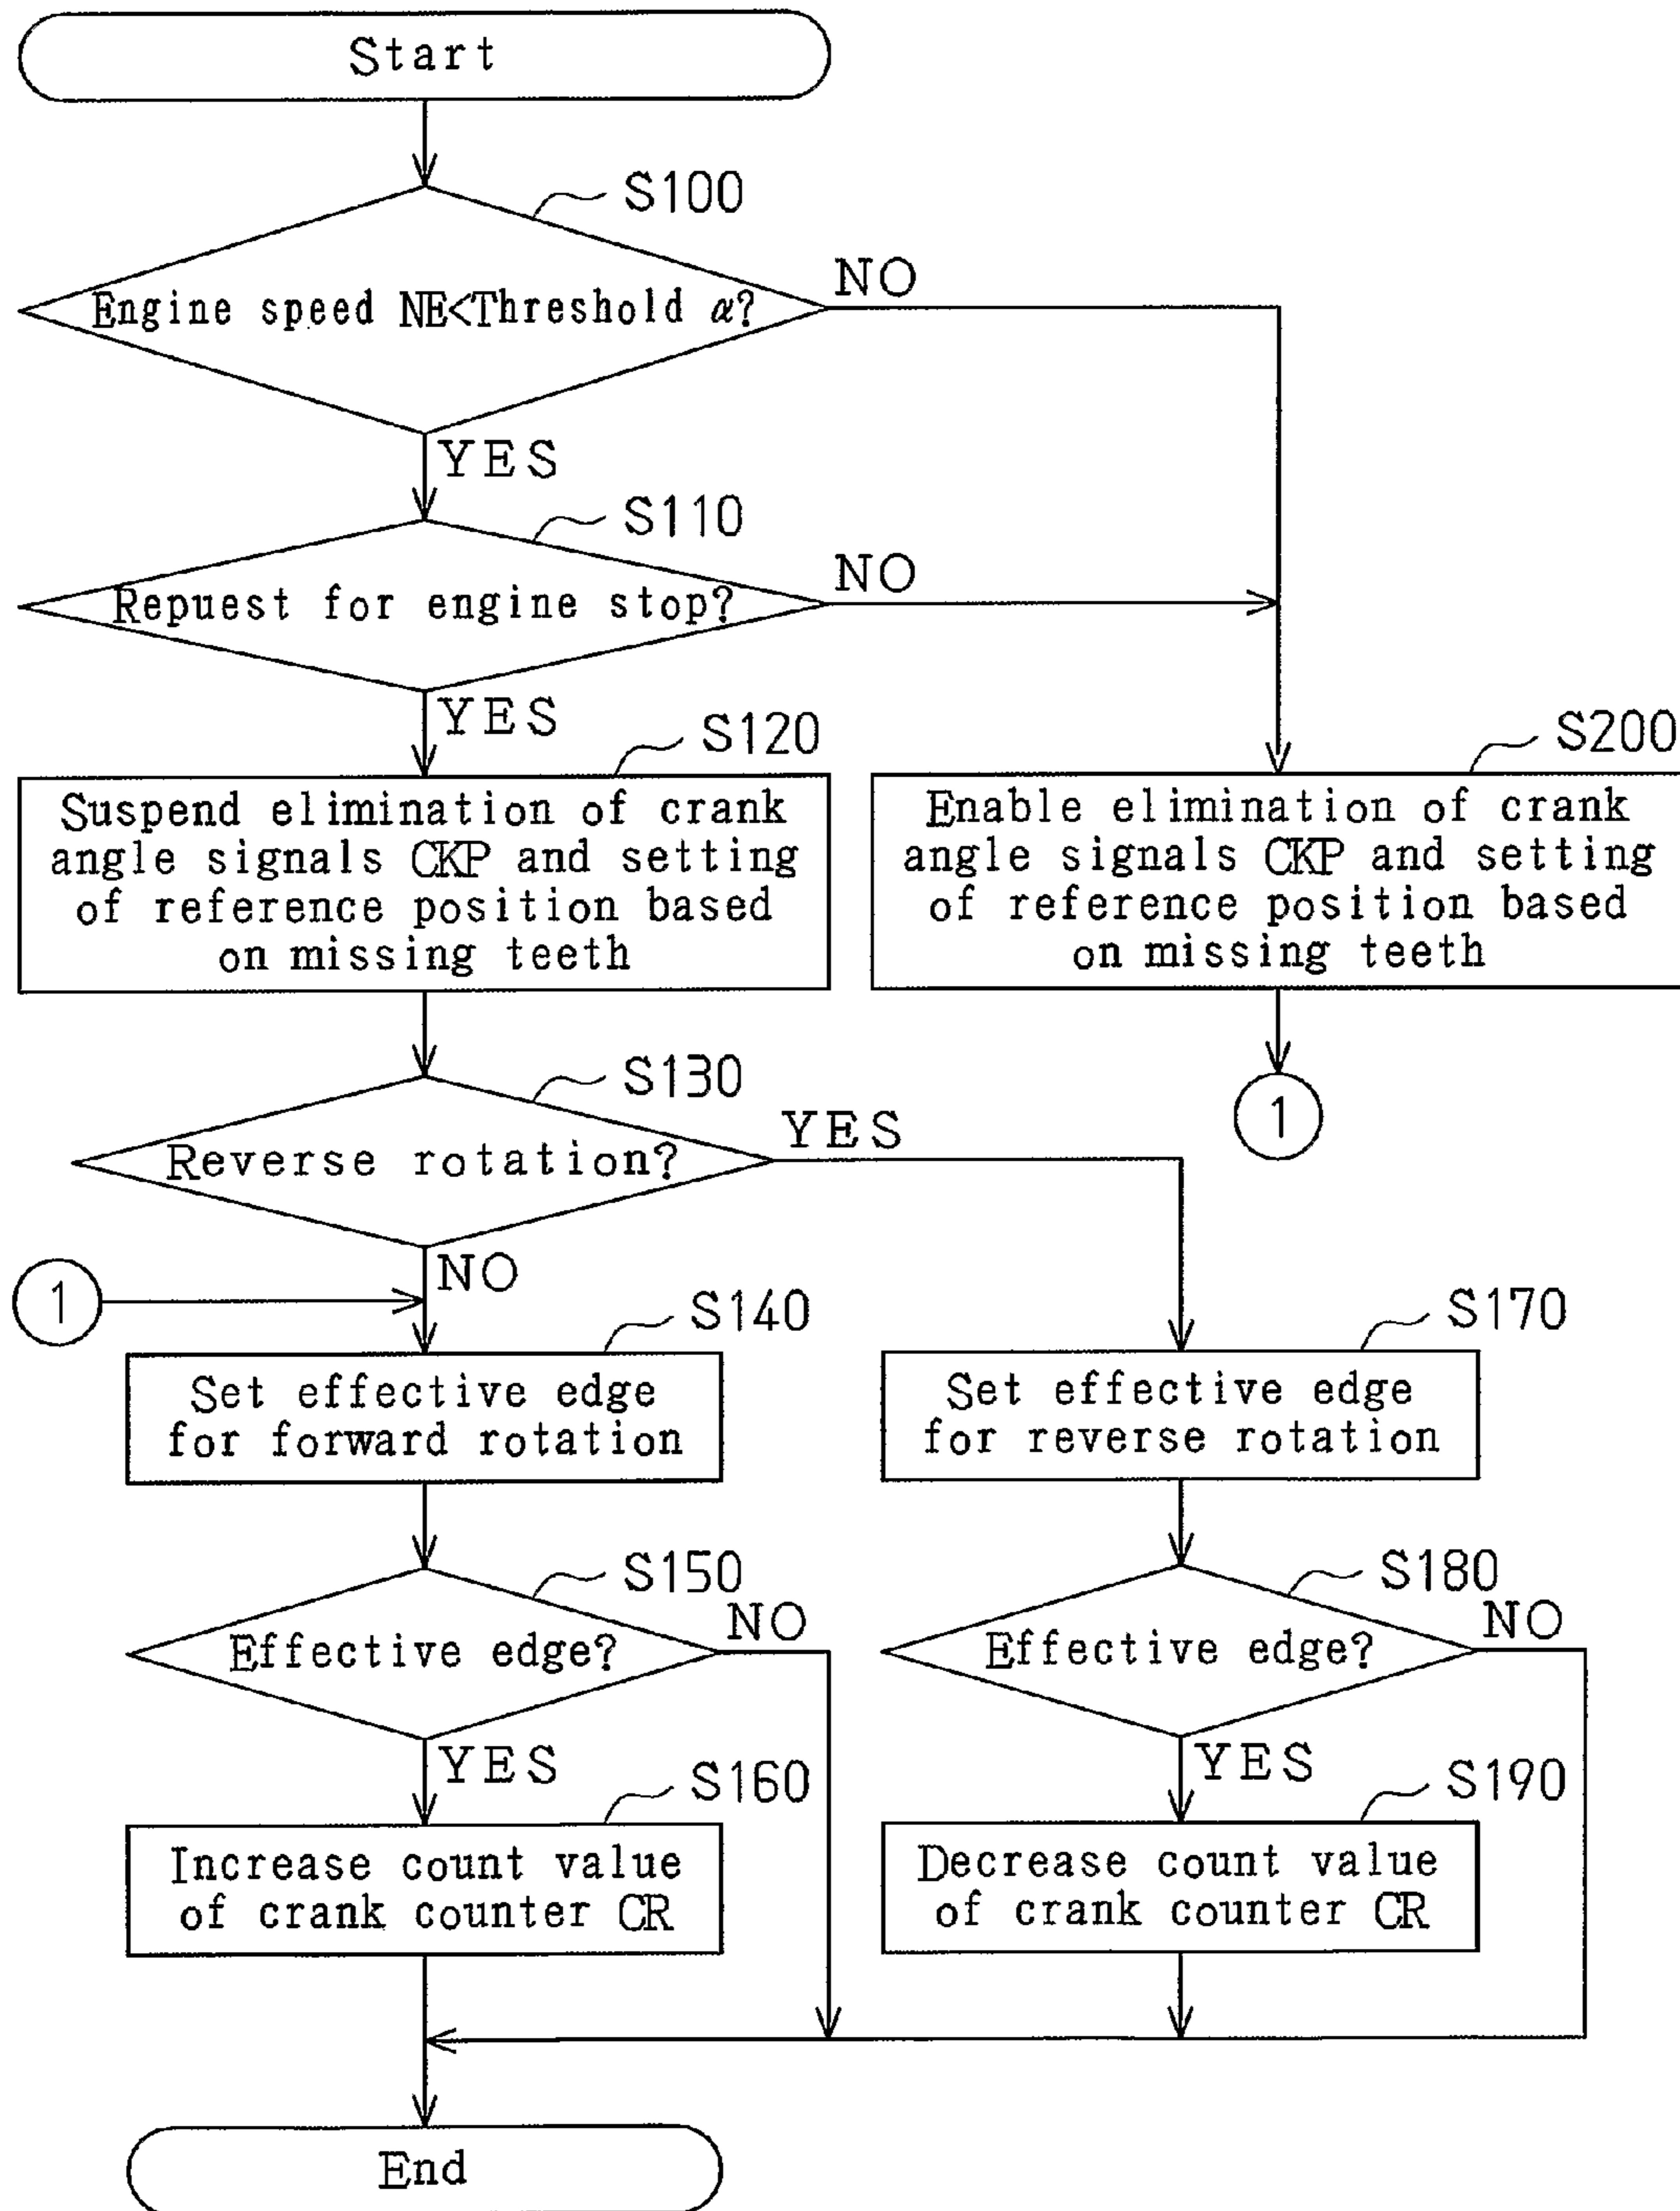 Start
S100
Engine speed NE<Threshold α?
NO
YES
S110
Repuest for engine stop?
NO
YES
S120
Suspend elimination of crank
angle signals CKP and setting
of reference position based
on missing teeth
S200
Enable elimination of crank
angle signals CKP and setting
of reference position based
on missing teeth
1
S130
Reverse rotation?
YES
NO
1
S140
Set effective edge
for forward rotation
S170
Set effective edge
for reverse rotation
S150
Effective edge?
NO
YES
S180
Effective edge?
NO
YES
S160
Increase count value
of crank counter CR
S190
Decrease count value
of crank counter CR
End